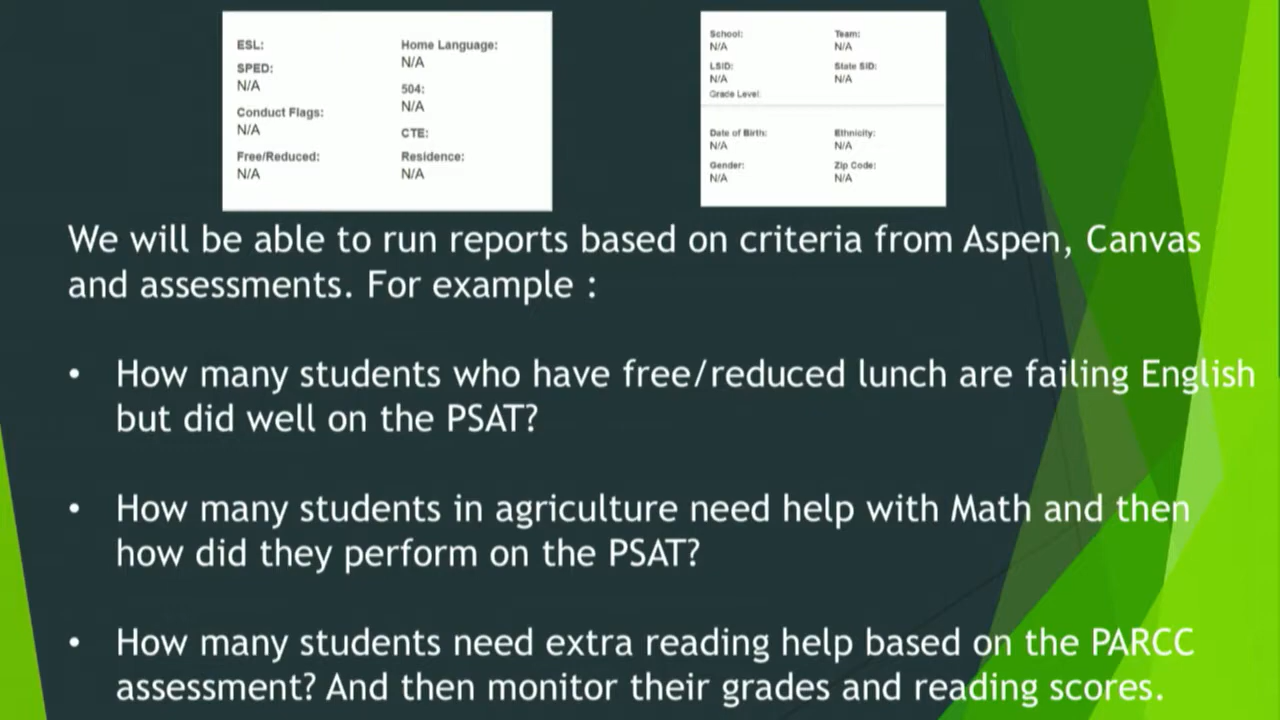 ESL:
SPED:
N/A
Conduct Flags:
N/A
Free/Reduced:
N/A
Home Language:
N/A
504:
N/A
CTE:
Residence:
N/A
School:
N/A
LSID:
N/A
Grade Level:
Team:
N/A
State SID:
N/A
Date of Birth:
N/A
Gender:
N/A
Ethnicity:
N/A
Zip Code:
N/A
We will be able to run reports based on criteria from Aspen, Canvas
and assessments. For example :
• How many students who have free/reduced lunch are failing English
but did well on the PSAT?
• How many students in agriculture need help with Math and then
how did they perform on the PSAT?
• How many students need extra reading help based on the PARCC
assessment? And then monitor their grades and reading scores.